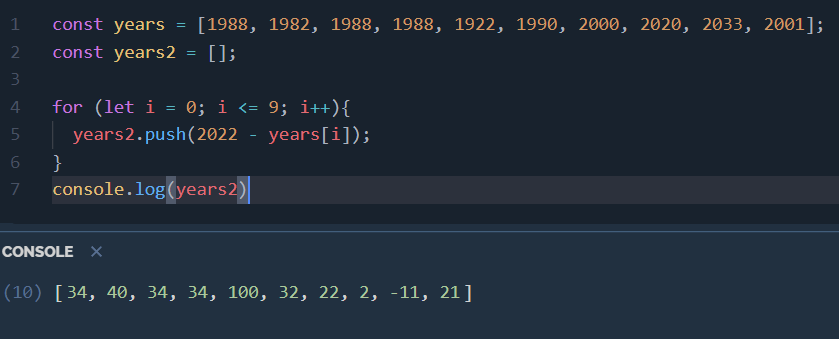 1 const years = [1988, 1982, 1988, 1988, 1922, 1990, 2000, 2020, 2033, 2001];
2 const years2 = [];
3
4 for (let i = 0; i <= 9; i++){
5 years2.push(2022 - years[i]);
6 }
7 console.log(years2)
CONSOLE ×
(10) [34, 40, 34, 34, 100, 32, 22, 2, -11, 21]